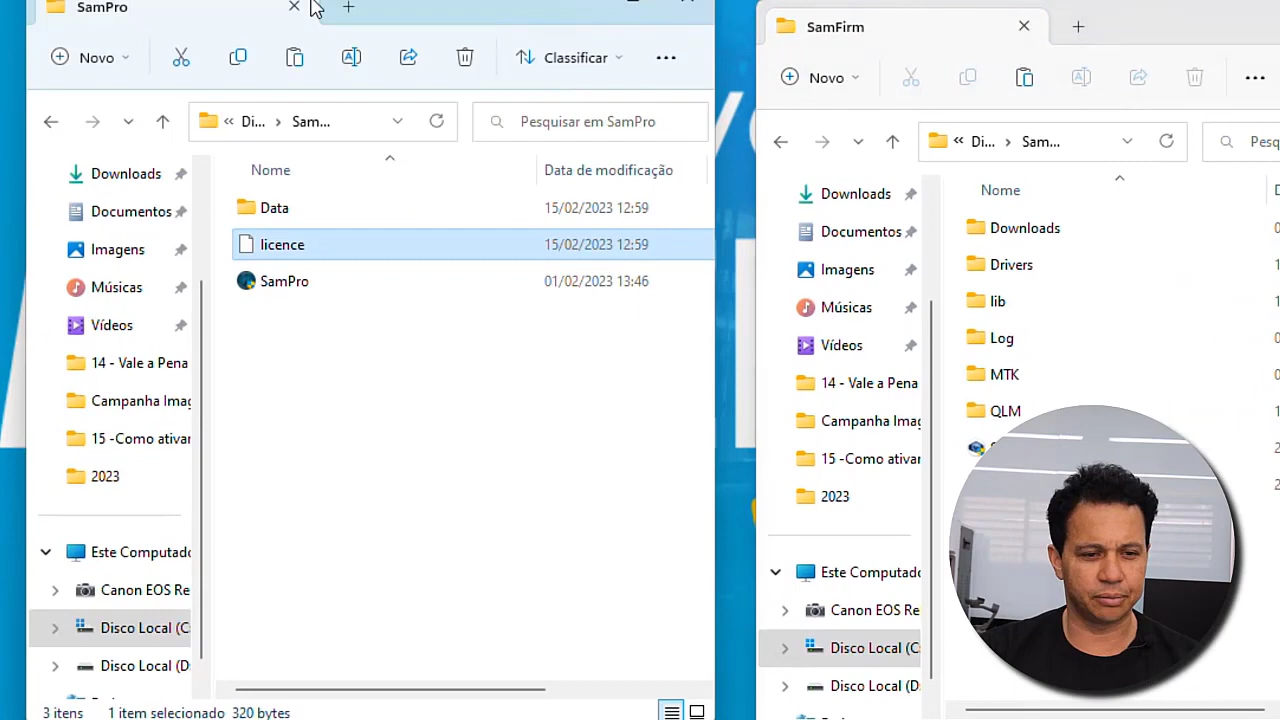 SamPro
Novo
Classificar
Di...
Sam...
Pesquisar em SamPro
Nome
Data de modificação
Downloads
Documentos
Imagens
Músicas
Vídeos
14 - Vale a Pena
Campanha Imag
15 -Como ativar
2023
Este Computado
Canon EOS Re
Disco Local (C
Disco Local (D
Data
15/02/2023 12:59
licence
15/02/2023 12:59
SamPro
01/02/2023 13:46
3 itens
1 item selecionado 320 bytes
SamFirm
Novo
Di...
Sam...
Pesq
Nome
Downloads
Documentos
Imagens
Músicas
Vídeos
14 - Vale a Pena
Campanha Imag
15 -Como ativar
2023
Este Computado
Canon EOS Re
Disco Local (C
Disco Local (D
Downloads
Drivers
lib
Log
MTK
QLM